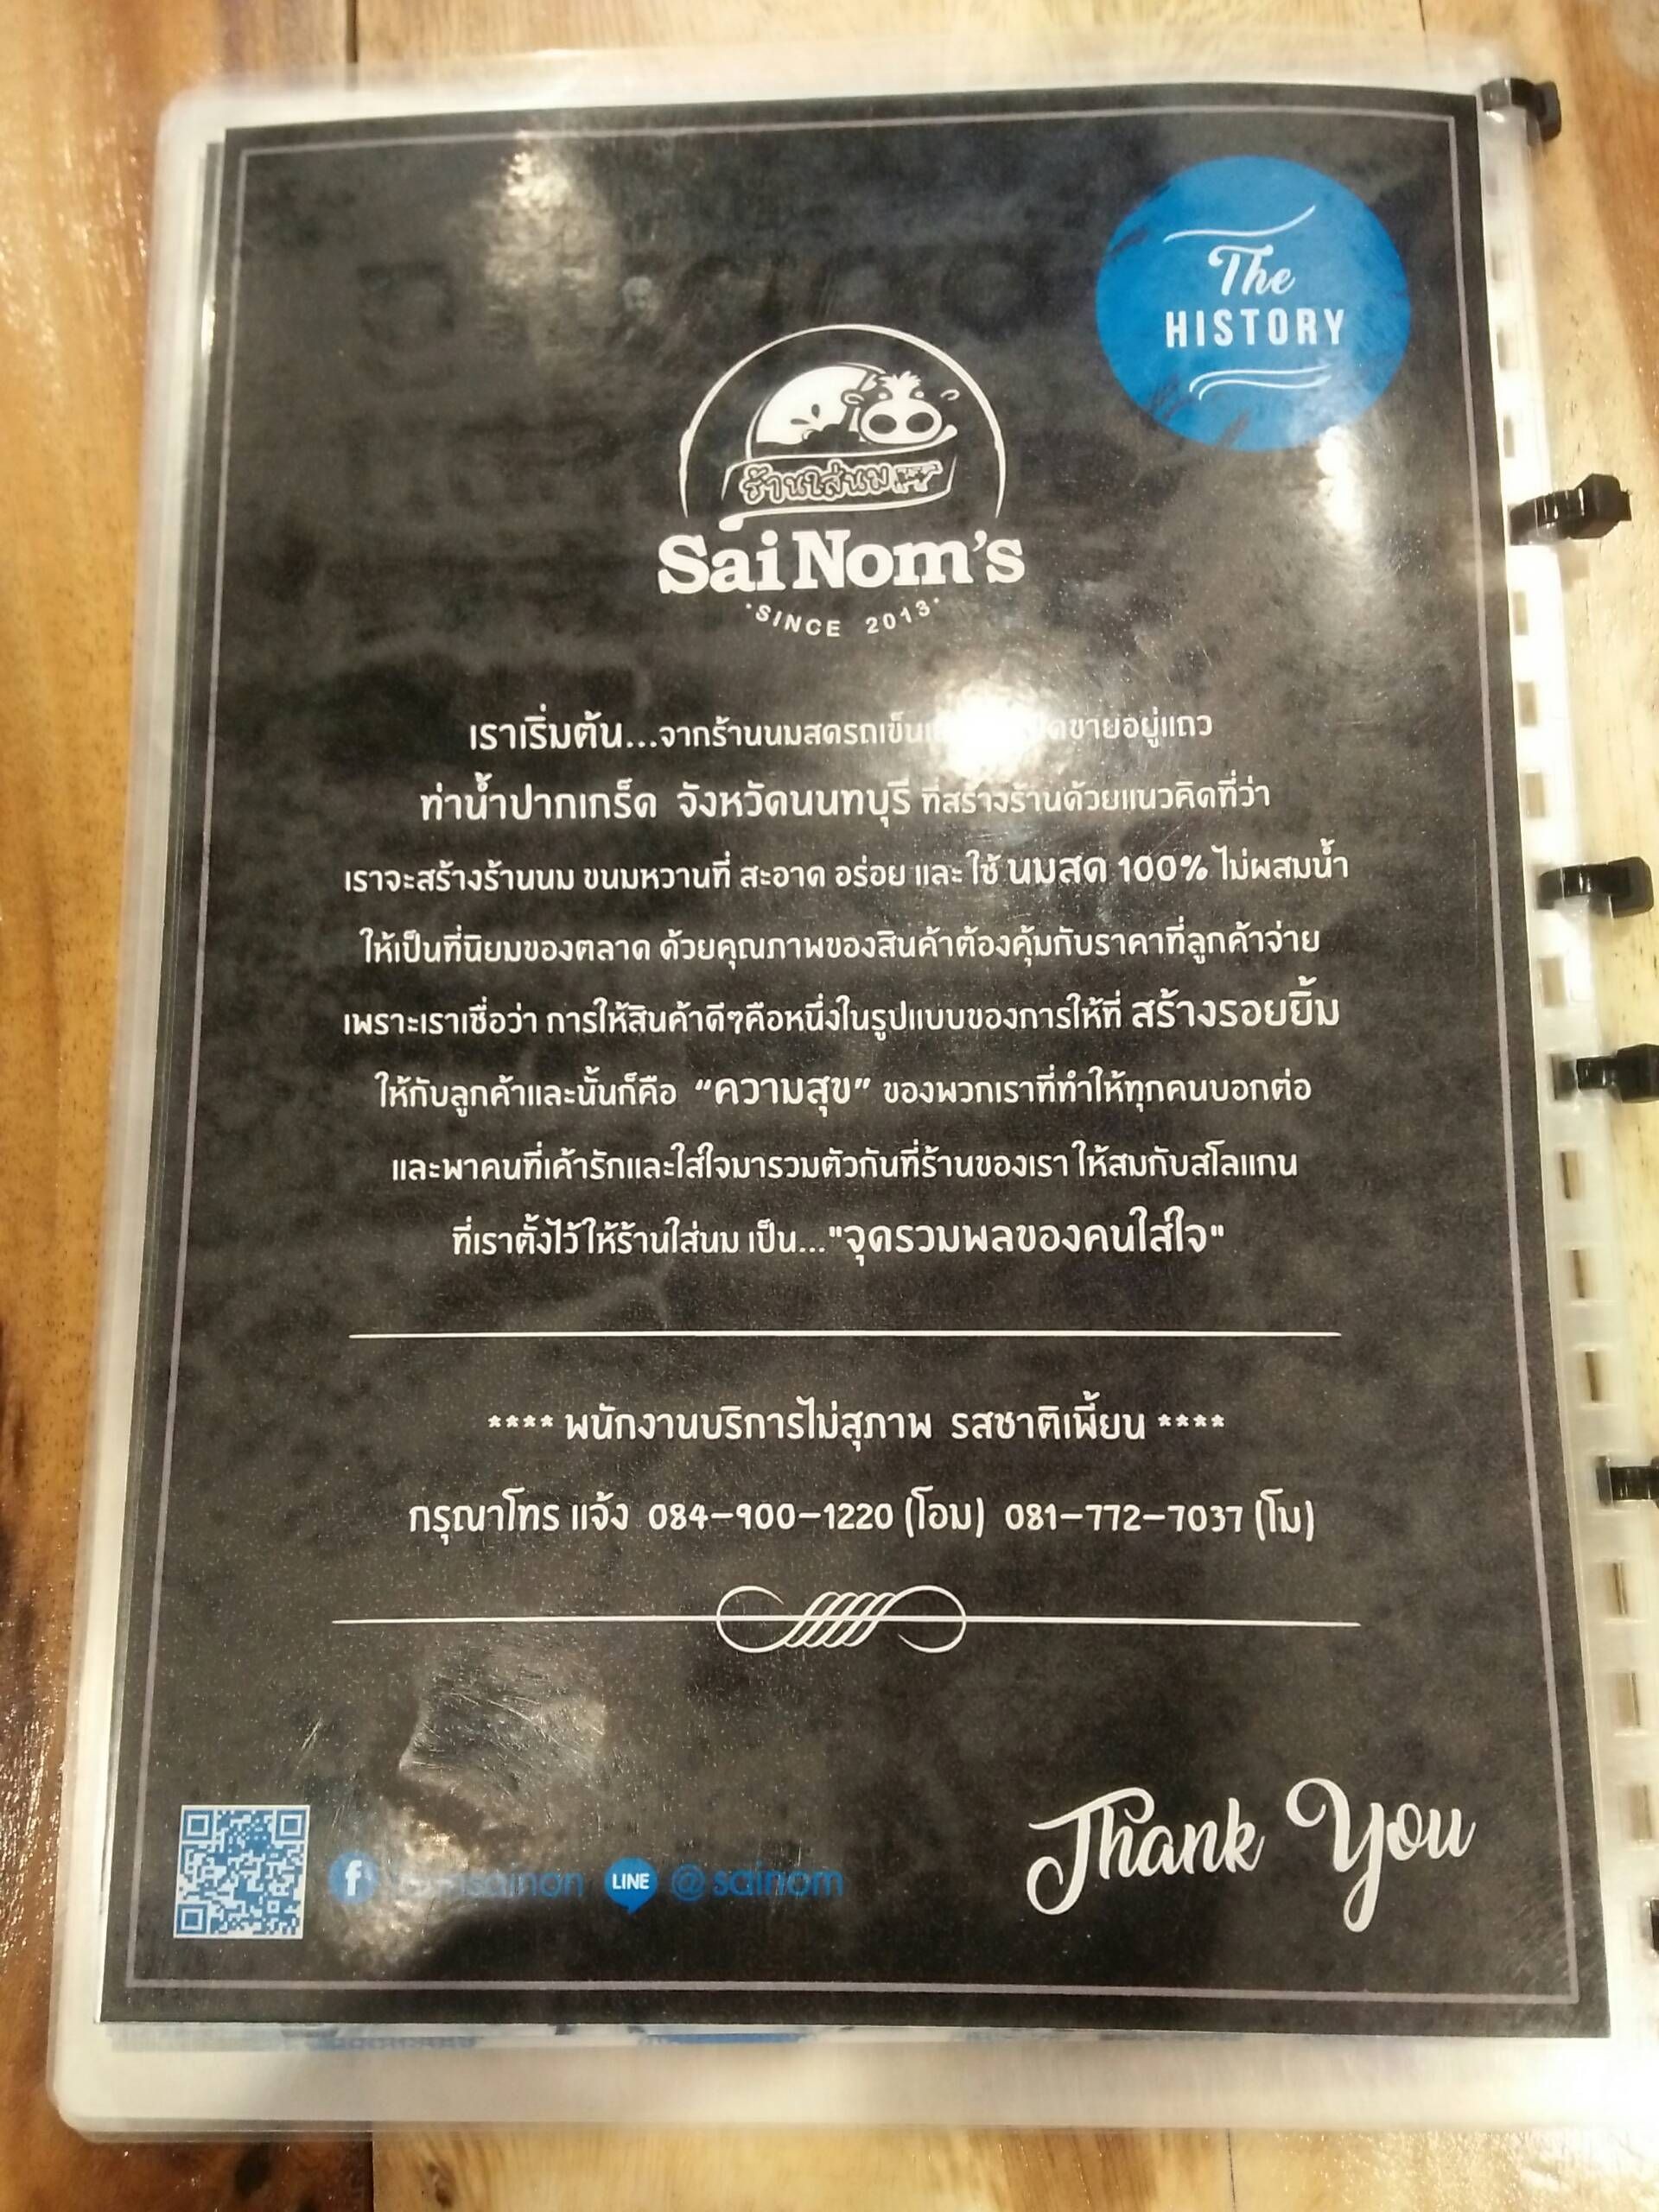 The
HISTORY
ร้านใส่นม
Sai Nom's
SINCE 2013
เราเริ่มต้น...จากร้านนมสดรถเข็น ขายอยู่แถว
ท่าน้ำปากเกร็ด จังหวัดนนทบุรี ที่สร้างร้านด้วยแนวคิดที่ว่า
เราจะสร้างร้านนม ขนมหวานที่ สะอาด อร่อย และ ใช้ นมสด 100% ไม่ผสมน้ำ
ให้เป็นที่นิยมของตลาด ด้วยคุณภาพของสินค้าต้องคุ้มกับราคาที่ลูกค้าจ่าย
เพราะเราเชื่อว่า การให้สินค้าดีๆคือหนึ่งในรูปแบบของการให้ที่ สร้างรอยยิ้ม
ให้กับลูกค้าและนั้นก็คือ “ความสุข” ของพวกเราที่ทำให้ทุกคนบอกต่อ
และพาคนที่เค้ารักและใส่ใจมารวมตัวกันที่ร้านของเรา ให้สมกับสโลแกน
ที่เราตั้งไว้ ให้ร้านใส่นม เป็น..."จุดรวมพลของคนใส่ใจ"
**** พนักงานบริการไม่สุภาพ รสชาติเพี้ยน ****
กรุณาโทร แจ้ง 084-900-1220 (โอม) 081-772-7037 (โม)
LINE @sainom
Thank You